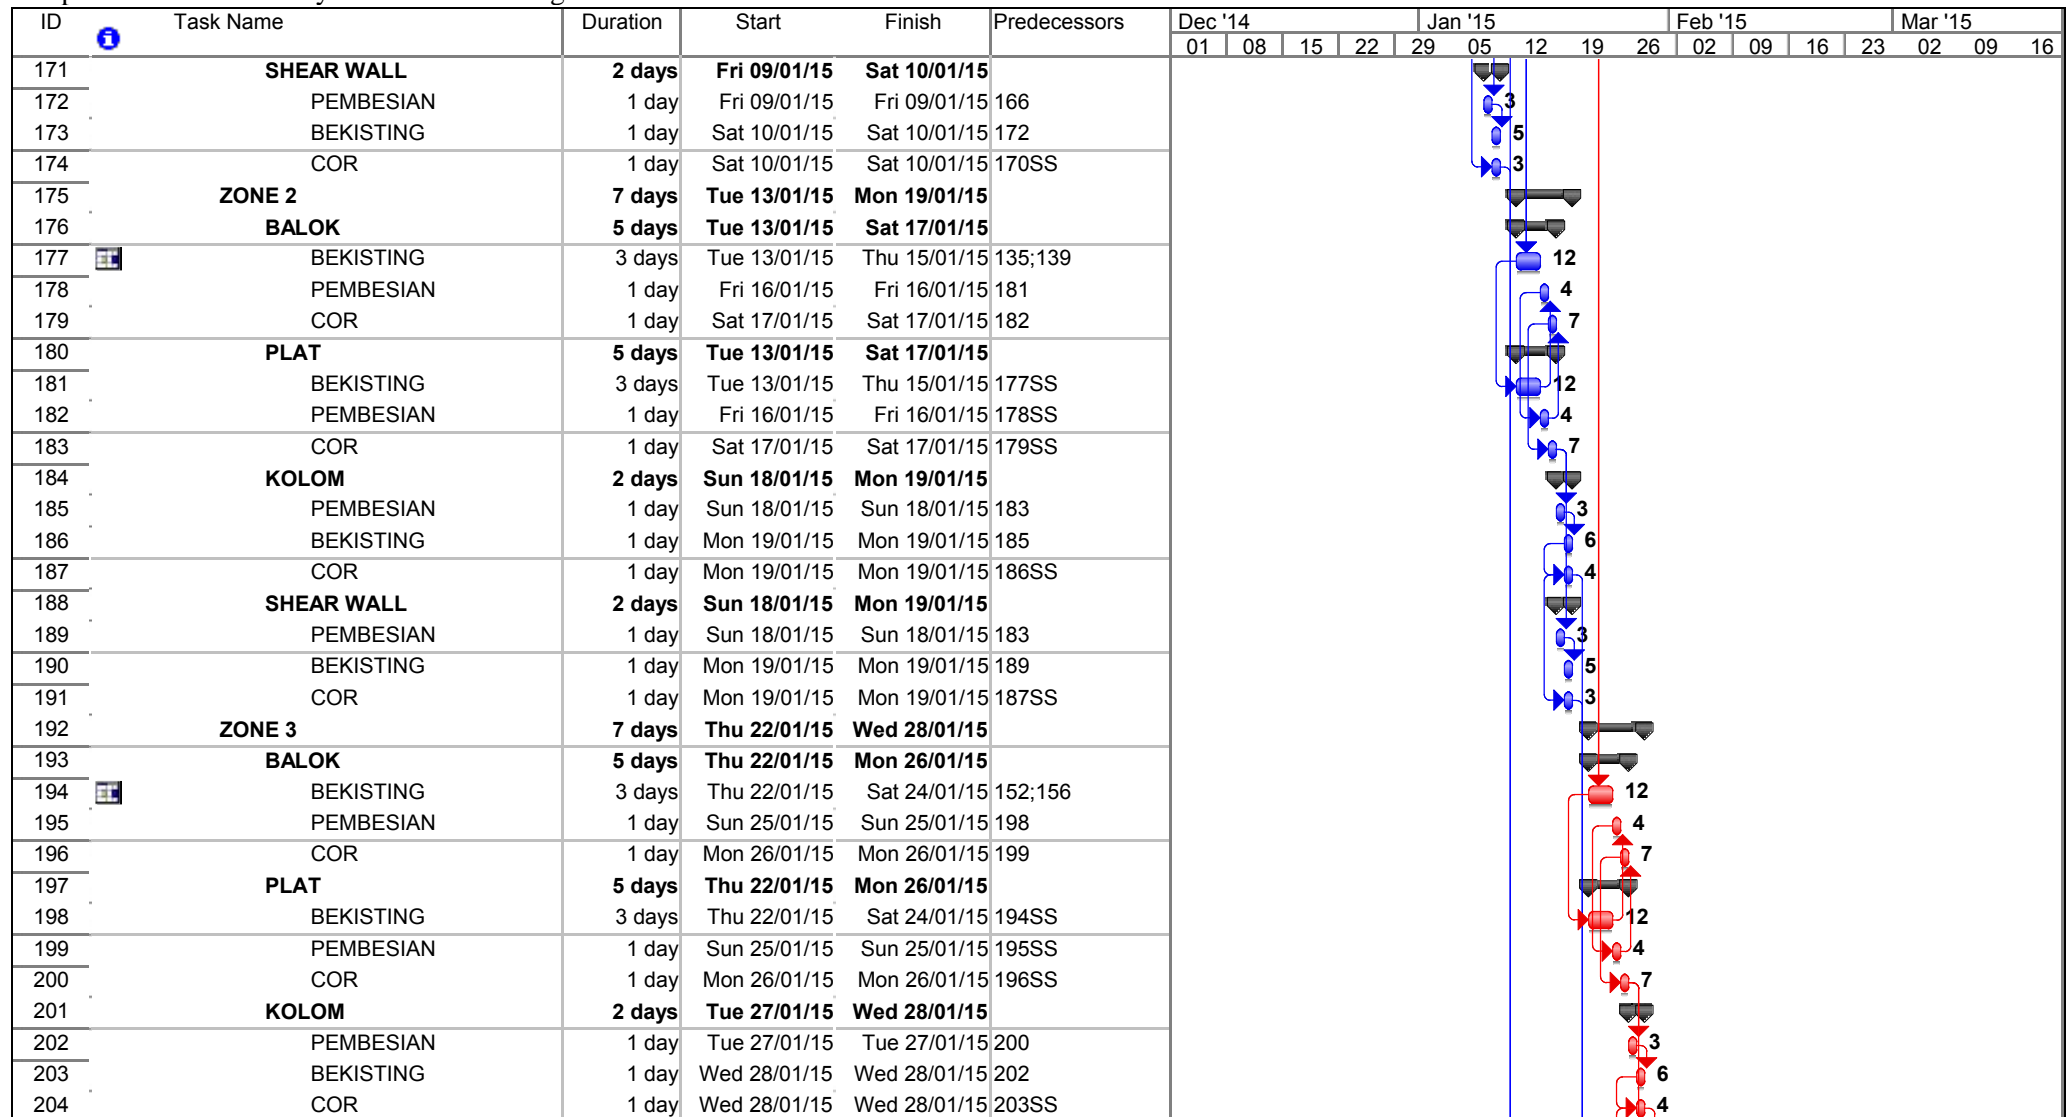 ID Task Name Duration Start Finish Predecessors Dec '14 Jan '15 Feb '15 Mar '15
01 08 15 22 29 05 12 19 26 02 09 16 23 02 09 16
171 SHEAR WALL 2 days Fri 09/01/15 Sat 10/01/15
172 PEMBESIAN 1 day Fri 09/01/15 Fri 09/01/15 166 3
173 BEKISTING 1 day Sat 10/01/15 Sat 10/01/15 172 5
174 COR 1 day Sat 10/01/15 Sat 10/01/15 170SS 3
175 ZONE 2 7 days Tue 13/01/15 Mon 19/01/15
176 BALOK 5 days Tue 13/01/15 Sat 17/01/15
177 BEKISTING 3 days Tue 13/01/15 Thu 15/01/15 135;139 12
178 PEMBESIAN 1 day Fri 16/01/15 Fri 16/01/15 181 4
179 COR 1 day Sat 17/01/15 Sat 17/01/15 182 7
180 PLAT 5 days Tue 13/01/15 Sat 17/01/15
181 BEKISTING 3 days Tue 13/01/15 Thu 15/01/15 177SS 12
182 PEMBESIAN 1 day Fri 16/01/15 Fri 16/01/15 178SS 4
183 COR 1 day Sat 17/01/15 Sat 17/01/15 179SS 7
184 KOLOM 2 days Sun 18/01/15 Mon 19/01/15
185 PEMBESIAN 1 day Sun 18/01/15 Sun 18/01/15 183 3
186 BEKISTING 1 day Mon 19/01/15 Mon 19/01/15 185 6
187 COR 1 day Mon 19/01/15 Mon 19/01/15 186SS 4
188 SHEAR WALL 2 days Sun 18/01/15 Mon 19/01/15
189 PEMBESIAN 1 day Sun 18/01/15 Sun 18/01/15 183 3
190 BEKISTING 1 day Mon 19/01/15 Mon 19/01/15 189 5
191 COR 1 day Mon 19/01/15 Mon 19/01/15 187SS 3
192 ZONE 3 7 days Thu 22/01/15 Wed 28/01/15
193 BALOK 5 days Thu 22/01/15 Mon 26/01/15
194 BEKISTING 3 days Thu 22/01/15 Sat 24/01/15 152;156 12
195 PEMBESIAN 1 day Sun 25/01/15 Sun 25/01/15 198 4
196 COR 1 day Mon 26/01/15 Mon 26/01/15 199 7
197 PLAT 5 days Thu 22/01/15 Mon 26/01/15
198 BEKISTING 3 days Thu 22/01/15 Sat 24/01/15 194SS 12
199 PEMBESIAN 1 day Sun 25/01/15 Sun 25/01/15 195SS 4
200 COR 1 day Mon 26/01/15 Mon 26/01/15 196SS 7
201 KOLOM 2 days Tue 27/01/15 Wed 28/01/15
202 PEMBESIAN 1 day Tue 27/01/15 Tue 27/01/15 200 3
203 BEKISTING 1 day Wed 28/01/15 Wed 28/01/15 202 6
204 COR 1 day Wed 28/01/15 Wed 28/01/15 203SS 4